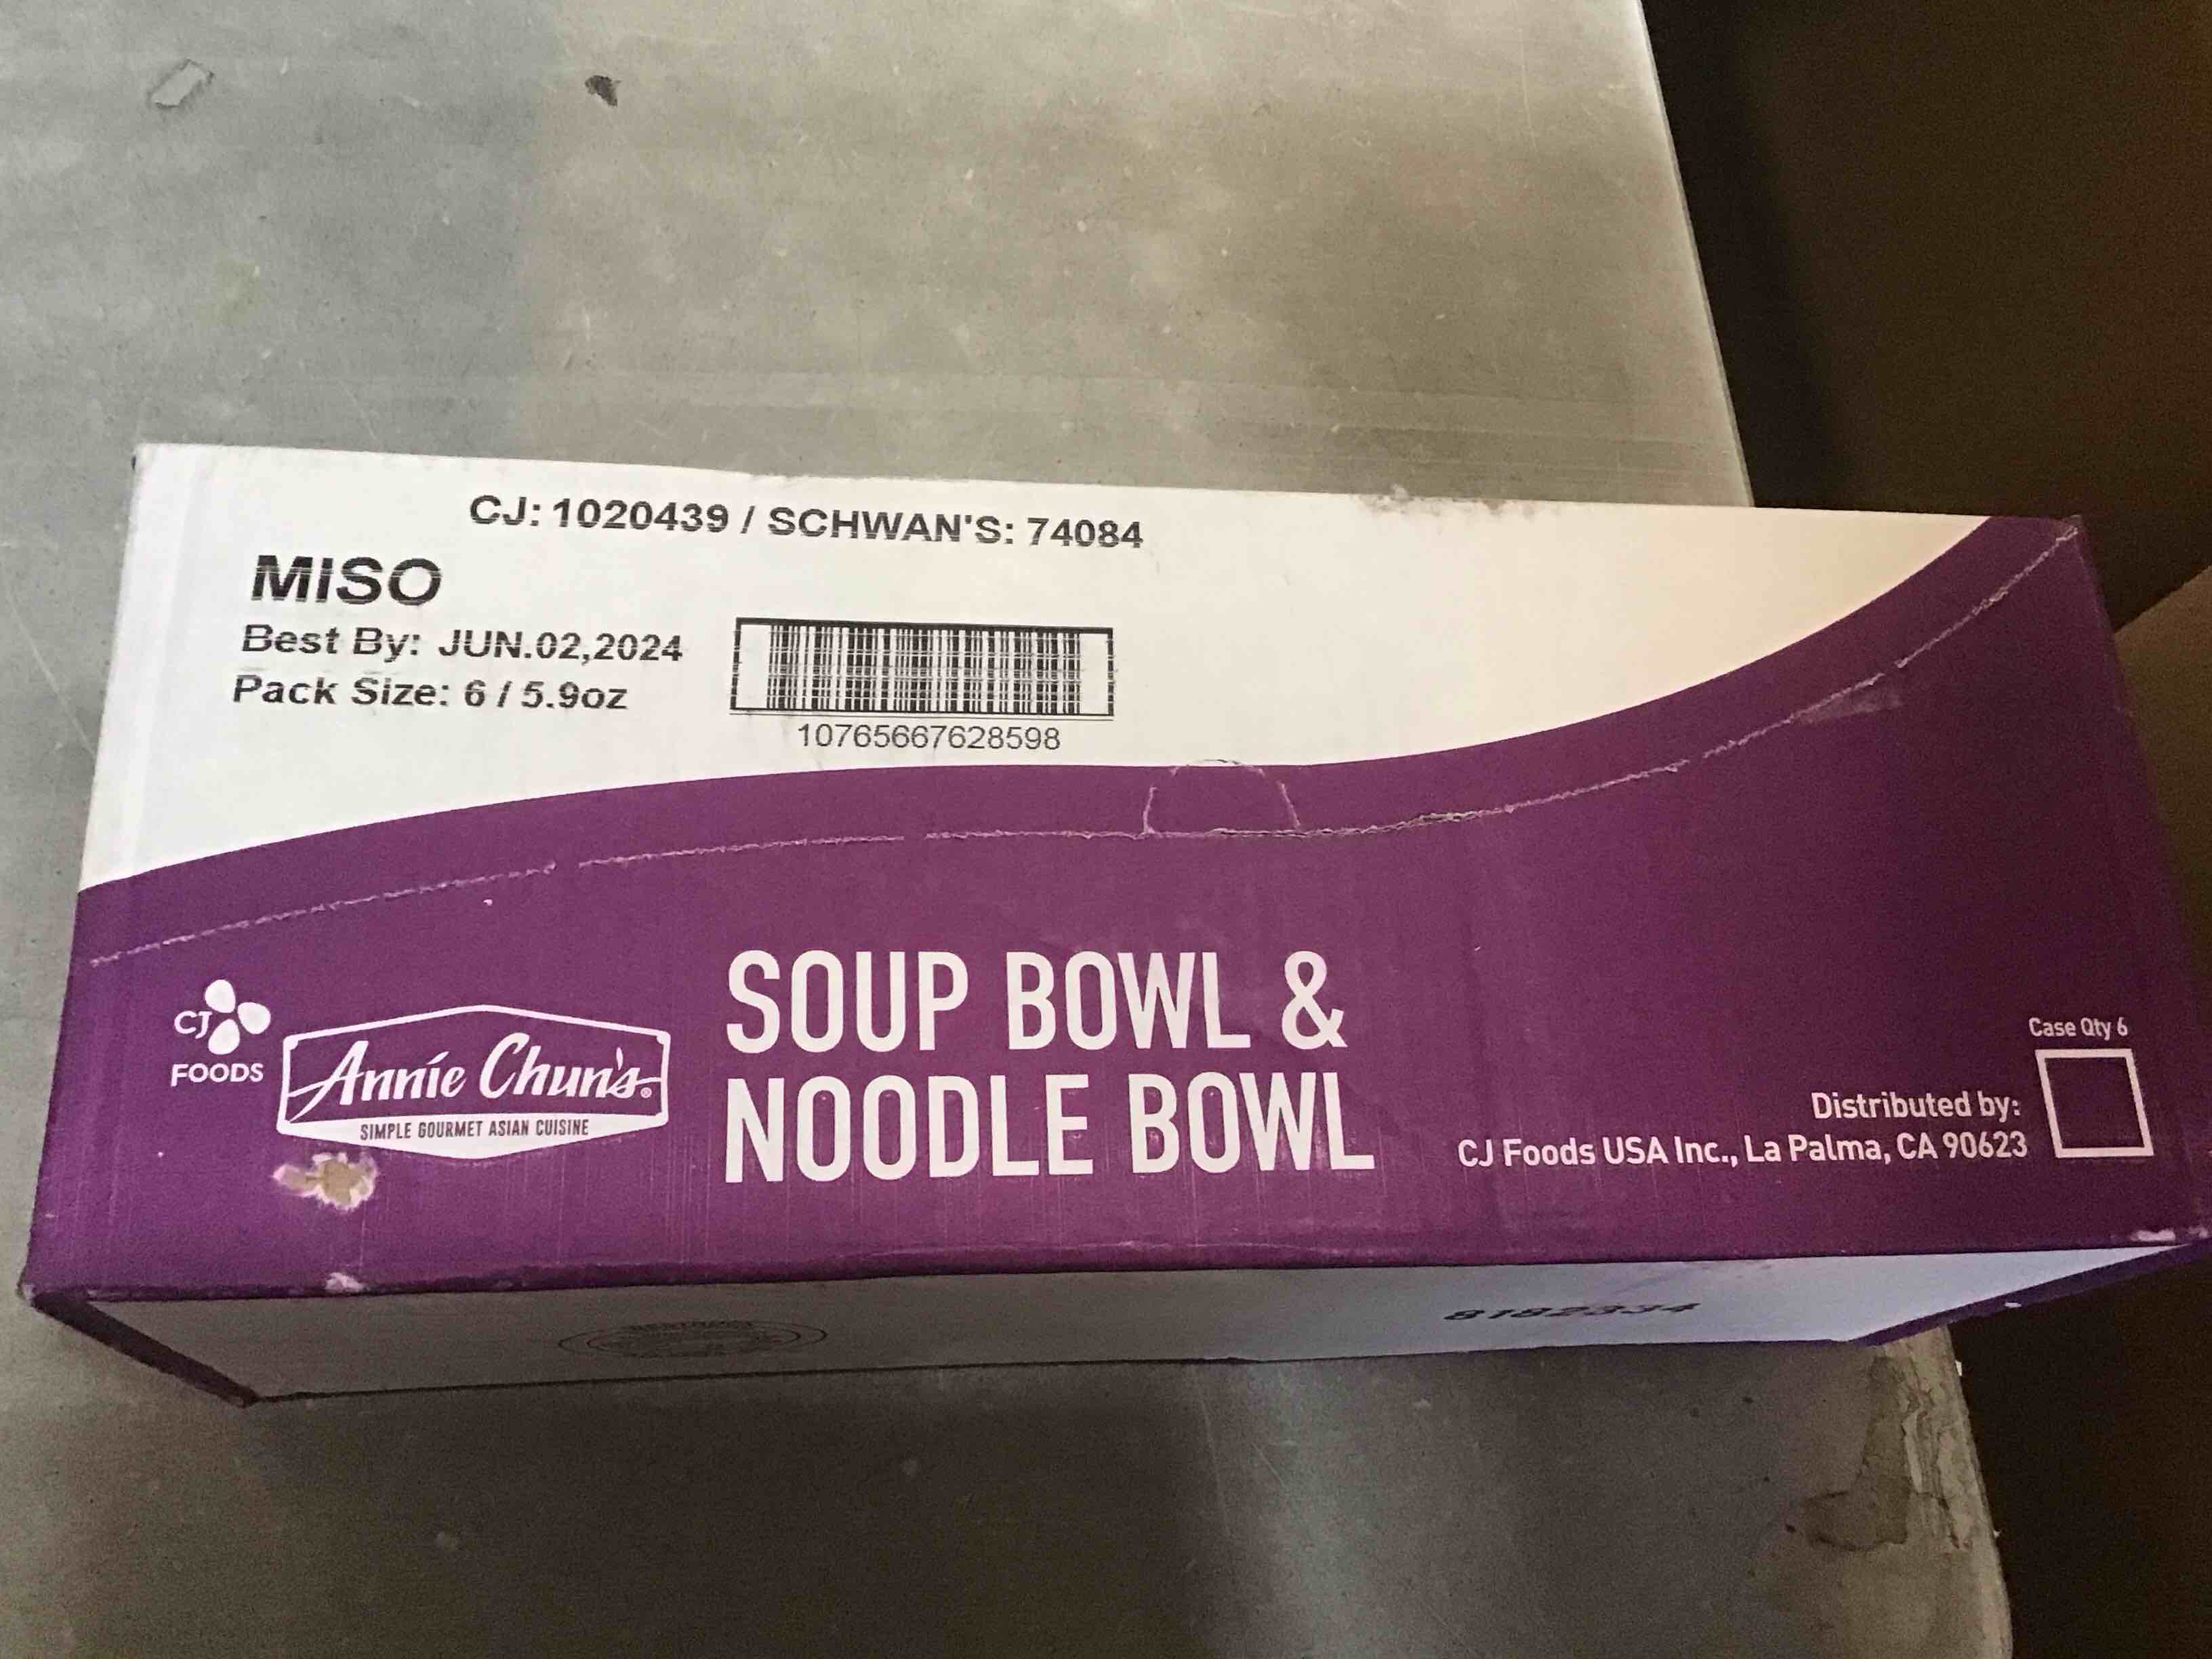 CJ: 1020439 / SCHWAN'S: 74084
MISO
Best By: JUN.02,2024
Pack Size: 6 / 5.9oz
10765667628598
CJ
FOODS
Annie Chun's®
SIMPLE GOURMET ASIAN CUISINE
SOUP BOWL &
NOODLE BOWL
Case Qty 6
Distributed by:
CJ Foods USA Inc., La Palma, CA 90623
8182334